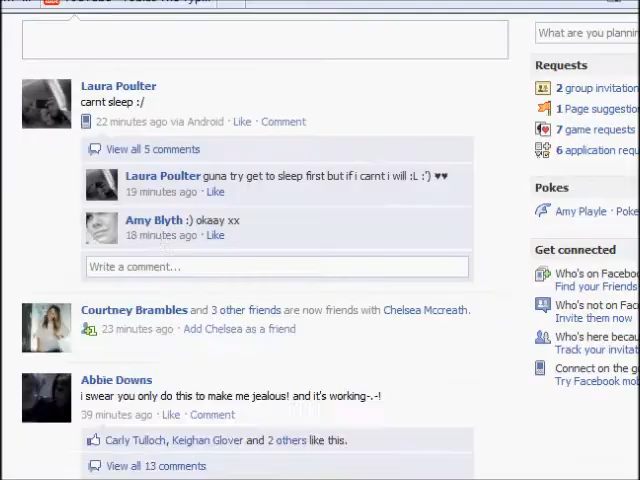 What are you plannin
Laura Poulter
carnt sleep :/
22 minutes ago via Android · Like · Comment
View all 5 comments
Laura Poulter guna try get to sleep first but if i carnt i will :L :') ♥♥
19 minutes ago · Like
Amy Blyth :) okaay xx
18 minutes ago · Like
Write a comment...
Courtney Brambles and 3 other friends are now friends with Chelsea Mccreath.
23 minutes ago · Add Chelsea as a friend
Abbie Downs
i swear you only do this to make me jealous! and it's working-.-!
39 minutes ago · Like · Comment
Carly Tulloch, Keighan Glover and 2 others like this.
View all 13 comments
Requests
2 group invitation
1 Page suggestio
7 game requests
6 application requ
Pokes
Amy Playle · Poke
Get connected
Who's on Facebo
Find your Friends
Who's not on Fac
Invite them now
Who's here becau
Track your invitati
Connect on the g
Try Facebook mob